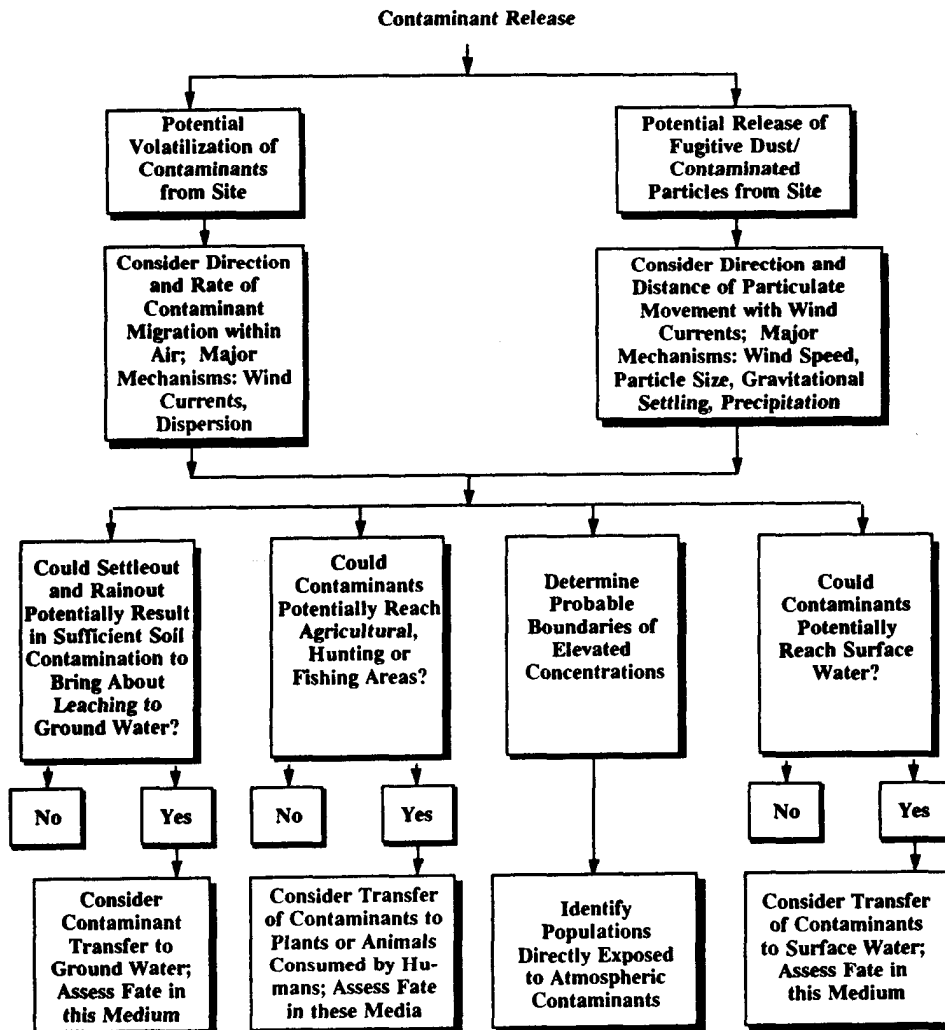 Contaminant Release
Potential
Volatilization of
Contaminants
from Site
Potential Release of
Fugitive Dust/
Contaminated
Particles from Site
Consider Direction
and Rate of
Contaminant
Migration within
Air; Major
Mechanisms: Wind
Currents,
Dispersion
Consider Direction and
Distance of Particulate
Movement with Wind
Currents; Major
Mechanisms: Wind Speed,
Particle Size, Gravitational
Settling, Precipitation
Could Settleout
and Rainout
Potentially Result
in Sufficient Soil
Contamination to
Bring About
Leaching to
Ground Water?
Could
Contaminants
Potentially Reach
Agricultural,
Hunting or
Fishing Areas?
Determine
Probable
Boundaries of
Elevated
Concentrations
Could
Contaminants
Potentially
Reach Surface
Water?
No
Yes
No
Yes
No
Yes
Consider
Contaminant
Transfer to
Ground Water;
Assess Fate in
this Medium
Consider Transfer
of Contaminants to
Plants or Animals
Consumed by Hu-
mans; Assess Fate
in these Media
Identify
Populations
Directly Exposed
to Atmospheric
Contaminants
Consider Transfer
of Contaminants
to Surface Water;
Assess Fate in
this Medium